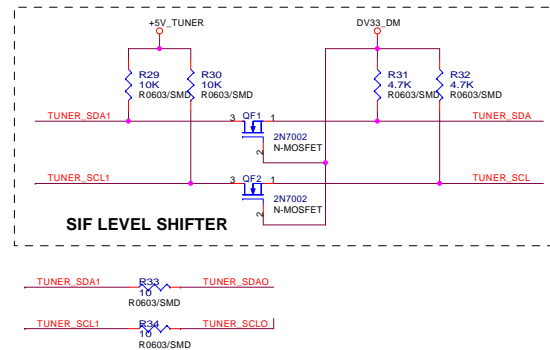 +5V_TUNER
DV33_DM
R29
10K
R0603/SMD
R30
10K
R0603/SMD
R31
4.7K
R0603/SMD
R32
4.7K
R0603/SMD
TUNER_SDA1
3
QF1
1
TUNER_SDA
2N7002
N-MOSFET
2
TUNER_SCL1
3
QF2
1
TUNER_SCL
2N7002
N-MOSFET
2
SIF LEVEL SHIFTER
TUNER_SDA1
R33
TUNER_SDAO
10
R0603/SMD
TUNER_SCL1
R34
TUNER_SCLO
10
R0603/SMD